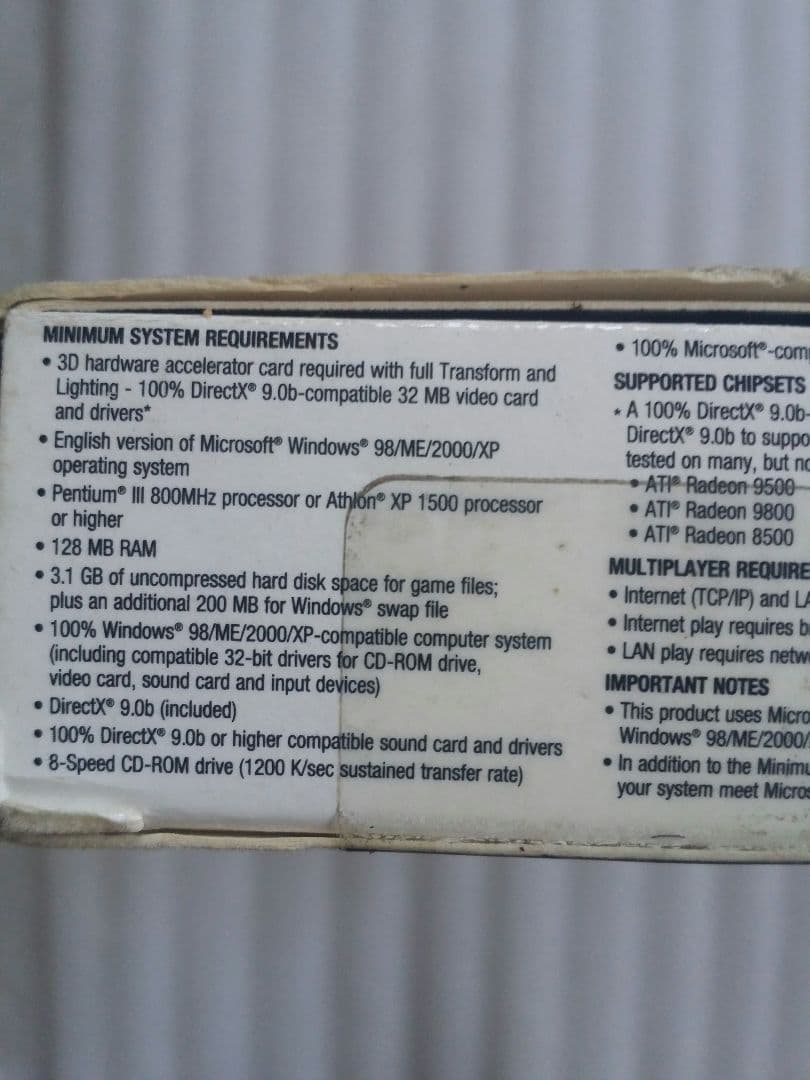 MINIMUM SYSTEM REQUIREMENTS
• 3D hardware accelerator card required with full Transform and
Lighting - 100% DirectX® 9.0b-compatible 32 MB video card
and drivers*
• English version of Microsoft® Windows® 98/ME/2000/XP
operating system
• Pentium® III 800MHz processor or Athlon® XP 1500 processor
or higher
• 128 MB RAM
• 3.1 GB of uncompressed hard disk space for game files;
plus an additional 200 MB for Windows® swap file
• 100% Windows® 98/ME/2000/XP-compatible computer system
(including compatible 32-bit drivers for CD-ROM drive,
video card, sound card and input devices)
• DirectX® 9.0b (included)
• 100% DirectX® 9.0b or higher compatible sound card and drivers
• 8-Speed CD-ROM drive (1200 K/sec sustained transfer rate)
• 100% Microsoft®-com
SUPPORTED CHIPSETS
* A 100% DirectX® 9.0b-
DirectX® 9.0b to suppo
tested on many, but no
• ATI® Radeon 9500
• ATI® Radeon 9800
• ATI® Radeon 8500
MULTIPLAYER REQUIRE
• Internet (TCP/IP) and LA
• Internet play requires b
• LAN play requires netw
IMPORTANT NOTES
• This product uses Micro
Windows® 98/ME/2000/
• In addition to the Minimu
your system meet Micros